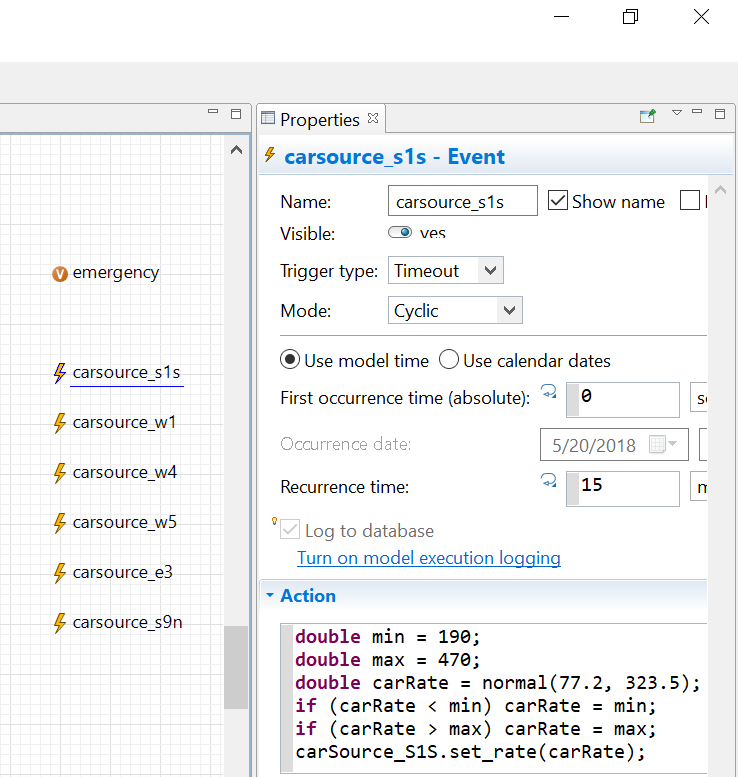 Properties
carsource_s1s - Event
Name: carsource_s1s Show name
Visible: yes
emergency
Trigger type: Timeout
Mode: Cyclic
Use model time Use calendar dates
carsource_s1s
First occurrence time (absolute): 0
carsource_w1
Occurrence date: 5/20/2018
carsource_w4
Recurrence time: 15
carsource_w5
Log to database
Turn on model execution logging
carsource_e3
Action
carsource_s9n
double min = 190;
double max = 470;
double carRate = normal(77.2, 323.5);
if (carRate < min) carRate = min;
if (carRate > max) carRate = max;
carSource_S1S.set_rate(carRate);